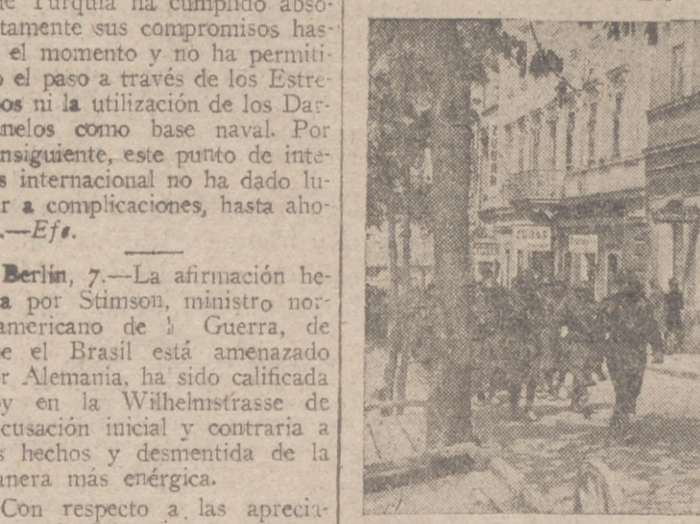 e Turquía ha cumplido abso-
tamente sus compromisos has-
el momento y no ha permiti-
o el paso a través de los Estre-
os ni la utilización de los Dar-
nelos como base naval. Por
nsiguiente, este punto de inte-
s internacional no ha dado lu-
r a complicaciones, hasta aho-
.—Efe.
Berlín, 7.—La afirmación he-
a por Stimson, ministro nor-
americano de l Guerra, de
e el Brasil está amenazado
r Alemania, ha sido calificada
y en la Wilhelmstrasse de
cusación inicial y contraria a
s hechos y desmentida de la
anera más enérgica.
Con respecto a las aprecia-